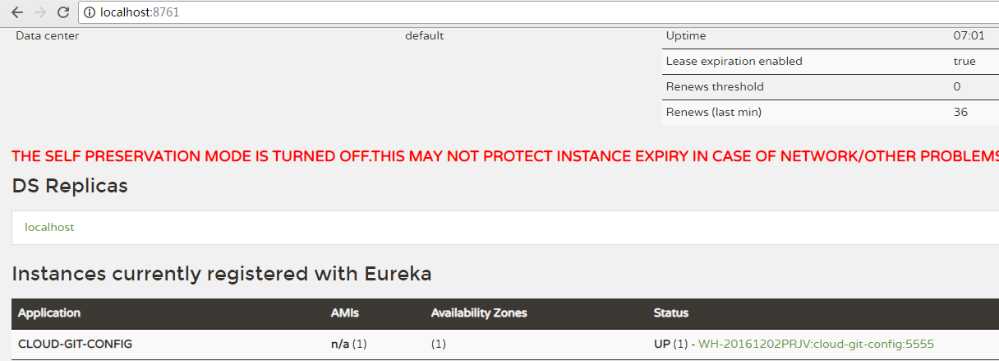 localhost:8761
Data center default Uptime 07:01
Lease expiration enabled true
Renews threshold 0
Renews (last min) 36
THE SELF PRESERVATION MODE IS TURNED OFF.THIS MAY NOT PROTECT INSTANCE EXPIRY IN CASE OF NETWORK/OTHER PROBLEMS
DS Replicas
localhost
Instances currently registered with Eureka
Application AMIs Availability Zones Status
CLOUD-GIT-CONFIG n/a (1) (1) UP (1) - WH-20161202PRJV:cloud-git-config:5555